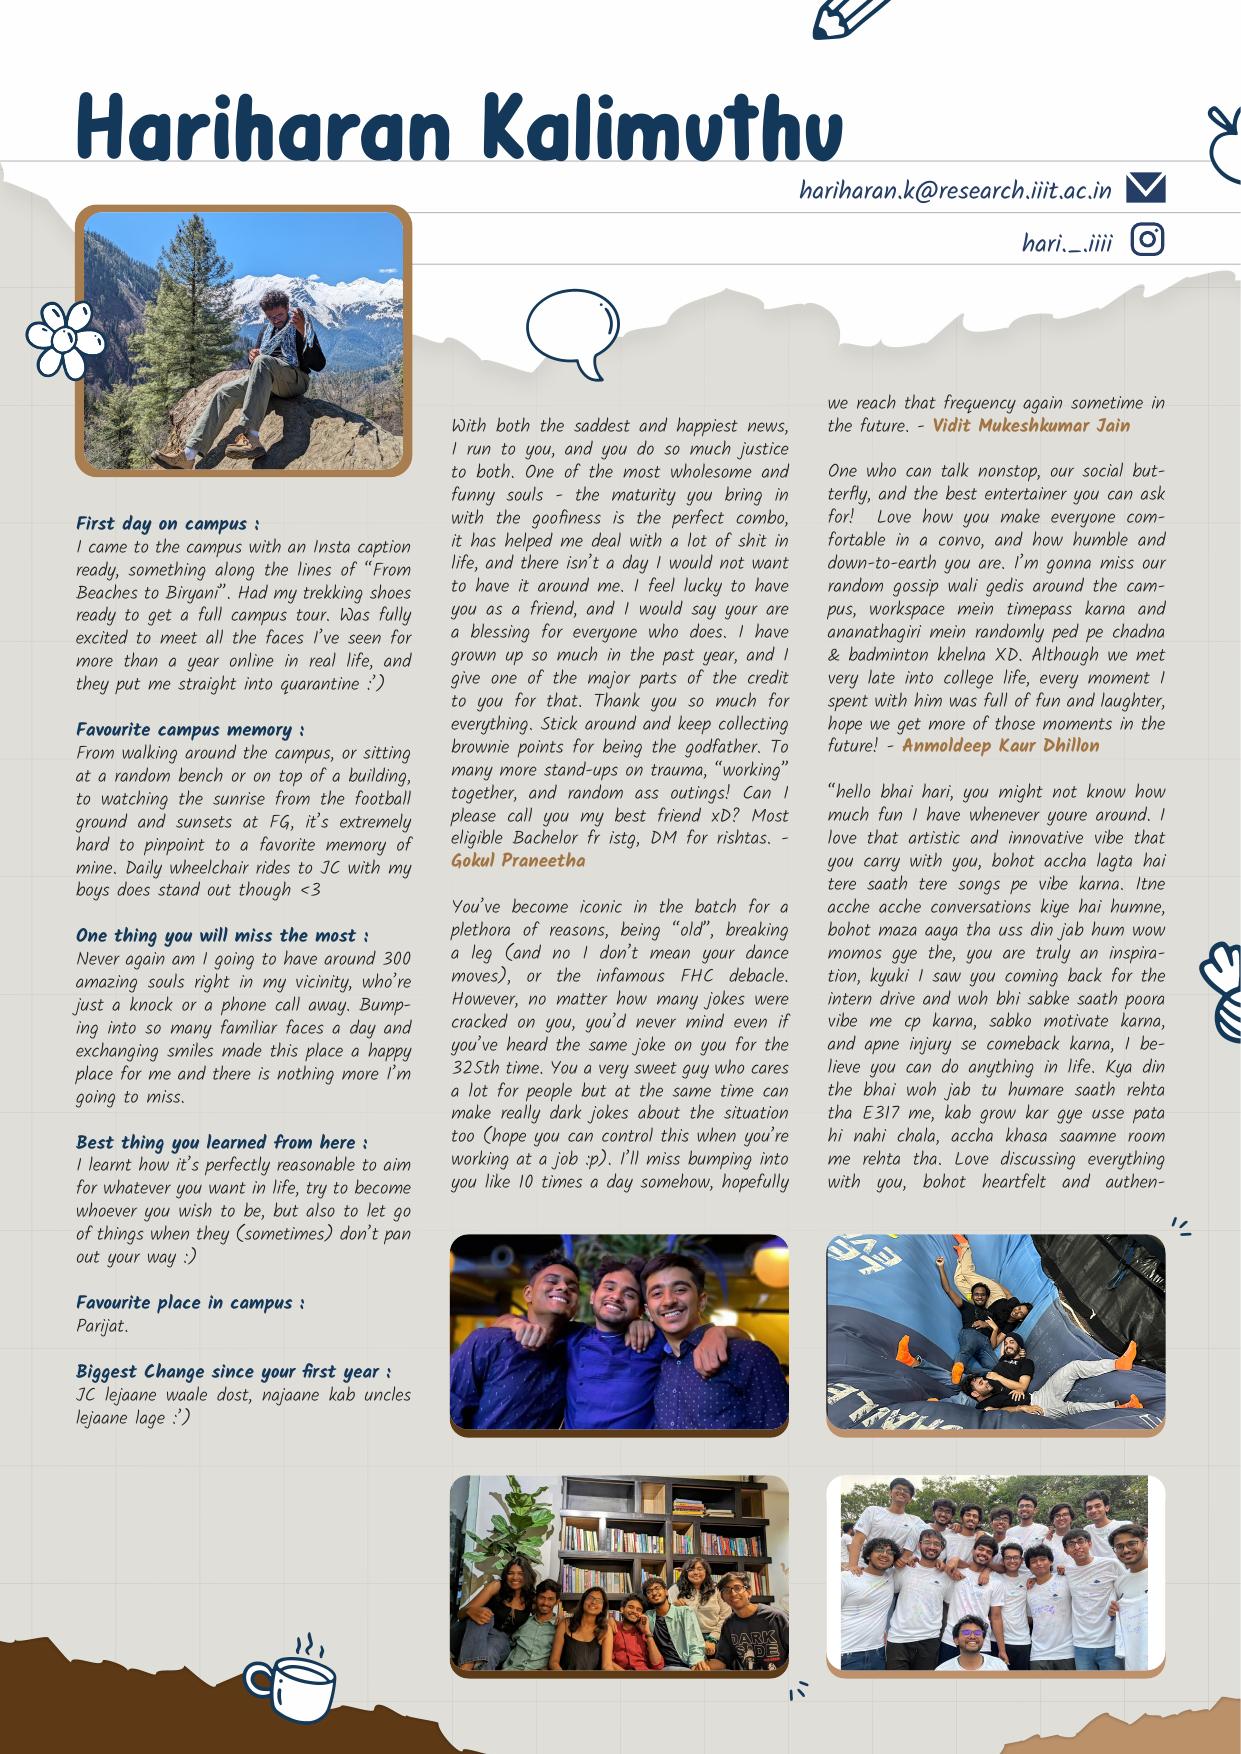 Hariharan Kalimuthu
hariharan.k@research.iiit.ac.in
hari._.iiii
First day on campus :
I came to the campus with an Insta caption
ready, something along the lines of “From
Beaches to Biryani”. Had my trekking shoes
ready to get a full campus tour. Was fully
excited to meet all the faces I’ve seen for
more than a year online in real life, and
they put me straight into quarantine :’)
Favourite campus memory :
From walking around the campus, or sitting
at a random bench or on top of a building,
to watching the sunrise from the football
ground and sunsets at FG, it’s extremely
hard to pinpoint to a favorite memory of
mine. Daily wheelchair rides to JC with my
boys does stand out though <3
One thing you will miss the most :
Never again am I going to have around 300
amazing souls right in my vicinity, who’re
just a knock or a phone call away. Bump-
ing into so many familiar faces a day and
exchanging smiles made this place a happy
place for me and there is nothing more I’m
going to miss.
Best thing you learned from here :
I learnt how it’s perfectly reasonable to aim
for whatever you want in life, try to become
whoever you wish to be, but also to let go
of things when they (sometimes) don’t pan
out your way :)
Favourite place in campus :
Parijat.
Biggest Change since your first year :
JC lejaane waale dost, najaane kab uncles
lejaane lage :’)
With both the saddest and happiest news,
I run to you, and you do so much justice
to both. One of the most wholesome and
funny souls - the maturity you bring in
with the goofiness is the perfect combo,
it has helped me deal with a lot of shit in
life, and there isn’t a day I would not want
to have it around me. I feel lucky to have
you as a friend, and I would say your are
a blessing for everyone who does. I have
grown up so much in the past year, and I
give one of the major parts of the credit
to you for that. Thank you so much for
everything. Stick around and keep collecting
brownie points for being the godfather. To
many more stand-ups on trauma, “working”
together, and random ass outings! Can I
please call you my best friend xD? Most
eligible Bachelor fr istg, DM for rishtas. -
Gokul Praneetha
You’ve become iconic in the batch for a
plethora of reasons, being “old”, breaking
a leg (and no I don’t mean your dance
moves), or the infamous FHC debacle.
However, no matter how many jokes were
cracked on you, you’d never mind even if
you’ve heard the same joke on you for the
325th time. You a very sweet guy who cares
a lot for people but at the same time can
make really dark jokes about the situation
too (hope you can control this when you’re
working at a job :p). I’ll miss bumping into
you like 10 times a day somehow, hopefully
we reach that frequency again sometime in
the future. - Vidit Mukeshkumar Jain
One who can talk nonstop, our social but-
terfly, and the best entertainer you can ask
for! Love how you make everyone com-
fortable in a convo, and how humble and
down-to-earth you are. I’m gonna miss our
random gossip wali gedis around the cam-
pus, workspace mein timepass karna and
ananathagiri mein randomly ped pe chadna
& badminton khelna XD. Although we met
very late into college life, every moment I
spent with him was full of fun and laughter,
hope we get more of those moments in the
future! - Anmoldeep Kaur Dhillon
“hello bhai hari, you might not know how
much fun I have whenever youre around. I
love that artistic and innovative vibe that
you carry with you, bohot accha lagta hai
tere saath tere songs pe vibe karna. Itne
acche acche conversations kiye hai humne,
bohot maza aaya tha uss din jab hum wow
momos gye the, you are truly an inspira-
tion, kyuki I saw you coming back for the
intern drive and woh bhi sabke saath poora
vibe me cp karna, sabko motivate karna,
and apne injury se comeback karna, I be-
lieve you can do anything in life. Kya din
the bhai woh jab tu humare saath rehta
tha E317 me, kab grow kar gye usse pata
hi nahi chala, accha khasa saamne room
me rehta tha. Love discussing everything
with you, bohot heartfelt and authen-
DARK
SIDE